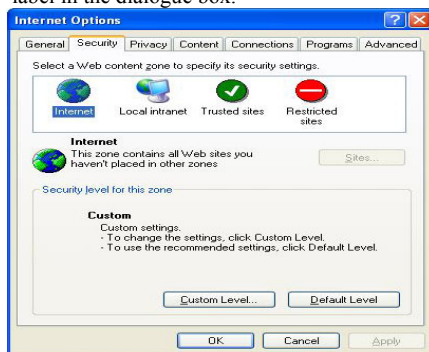 label in the dialogue box.
Internet Options
General Security Privacy Content Connections Programs Advanced
Select a Web content zone to specify its security settings.
Internet Local intranet Trusted sites Restricted
sites
Internet
This zone contains all Web sites you
haven't placed in other zones
Sites...
Security level for this zone
Custom
Custom settings.
- To change the settings, click Custom Level.
- To use the recommended settings, click Default Level.
Custom Level... Default Level
OK Cancel Apply